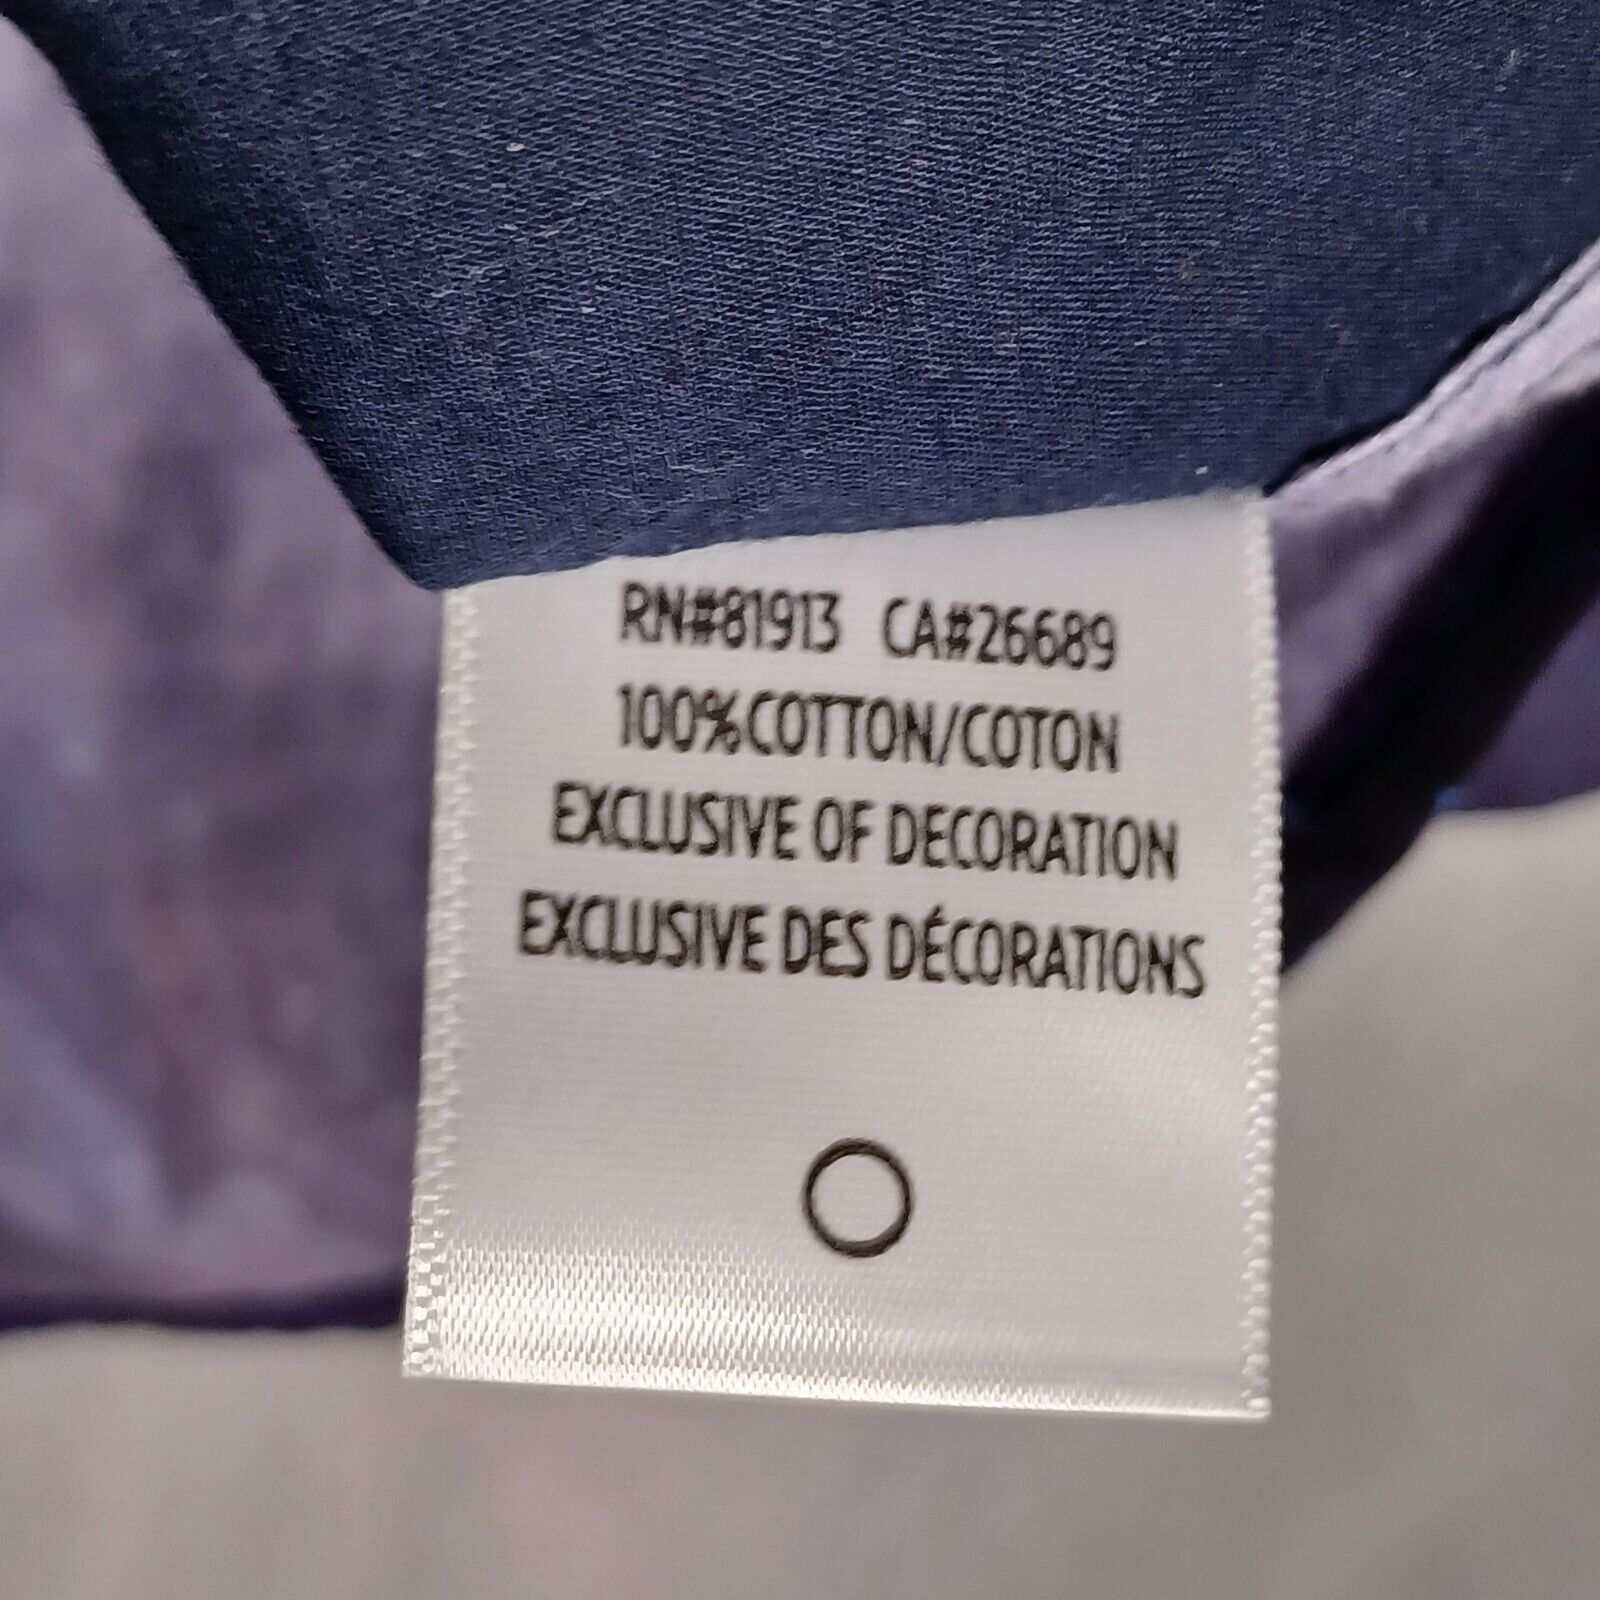 RN#81913 CA#26689
100%COTTON/COTON
EXCLUSIVE OF DECORATION
EXCLUSIVE DES DÉCORATIONS